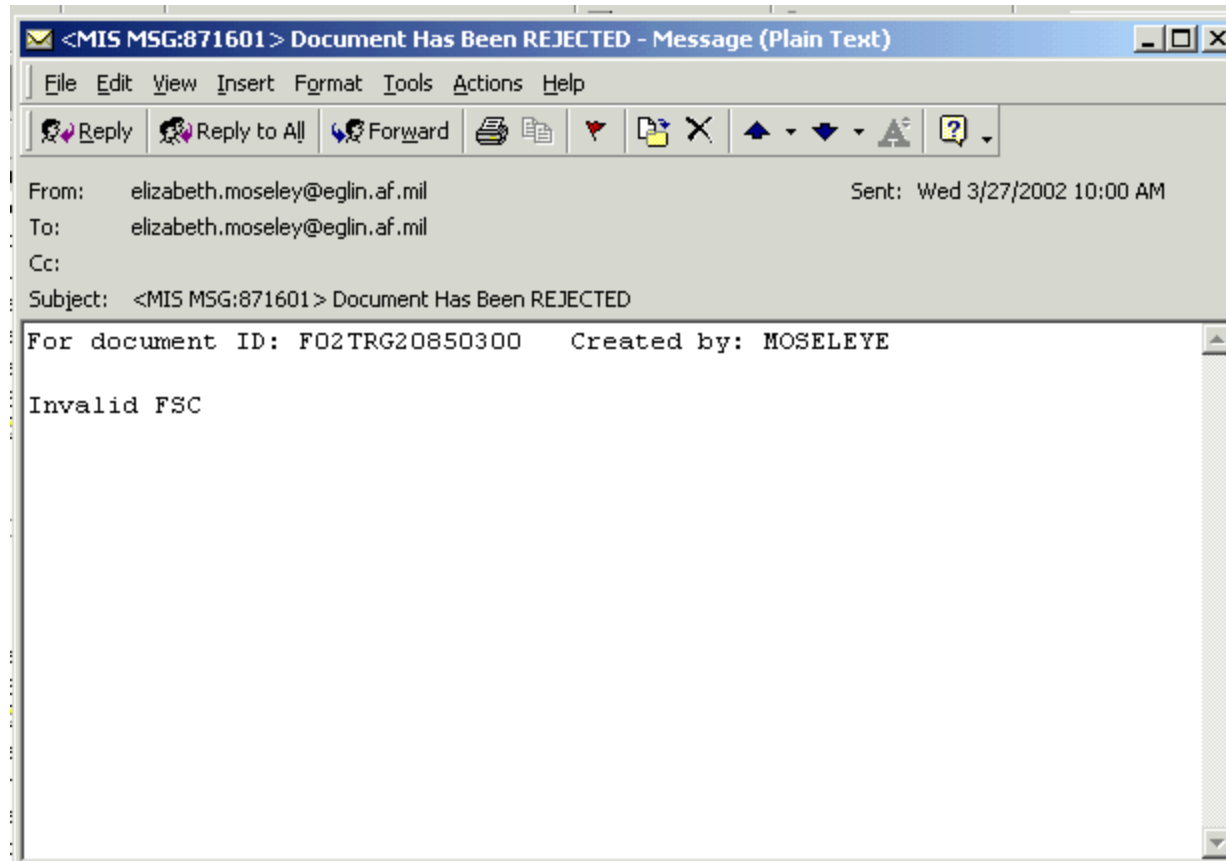 <MIS MSG:871601> Document Has Been REJECTED - Message (Plain Text)
File Edit View Insert Format Tools Actions Help
Reply Reply to All Forward
From: elizabeth.moseley@eglin.af.mil Sent: Wed 3/27/2002 10:00 AM
To: elizabeth.moseley@eglin.af.mil
Cc:
Subject: <MIS MSG:871601> Document Has Been REJECTED
For document ID: F02TRG20850300 Created by: MOSELEYE
Invalid FSC